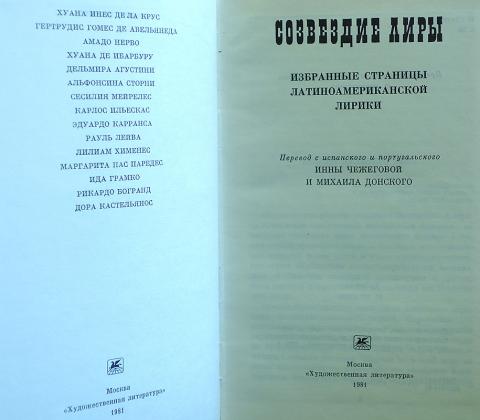 ХУАНА ИНЕС ДЕ ЛА КРУС
ГЕРТРУДИС ГОМЕС ДЕ АВЕЛЬЯНЕДА
АМАДО НЕРВО
ХУАНА ДЕ ИБАРБУРУ
ДЕЛЬМИРА АГУСТИНИ
АЛЬФОНСИНА СТОРНИ
СЕСИЛИЯ МЕЙРЕЛЕС
КАРЛОС ИЛЬЕСКАС
ЭДУАРДО КАРРАНСА
РАУЛЬ ЛЕЙВА
ЛИЛИАМ ХИМЕНЕС
МАРГАРИТА ПАС ПАРЕДЕС
ИДА ГРАМКО
РИКАРДО БОГРАНД
ДОРА КАСТЕЛЬЯНОС
Москва
«Художественная литература»
1981
СОЗВЕЗДИЕ ЛИРЫ
ИЗБРАННЫЕ СТРАНИЦЫ
ЛАТИНОАМЕРИКАНСКОЙ
ЛИРИКИ
Перевод с испанского и португальского
ИННЫ ЧЕЖЕГОВОЙ
И МИХАИЛА ДОНСКОГО
Москва
«Художественная литература»
1981